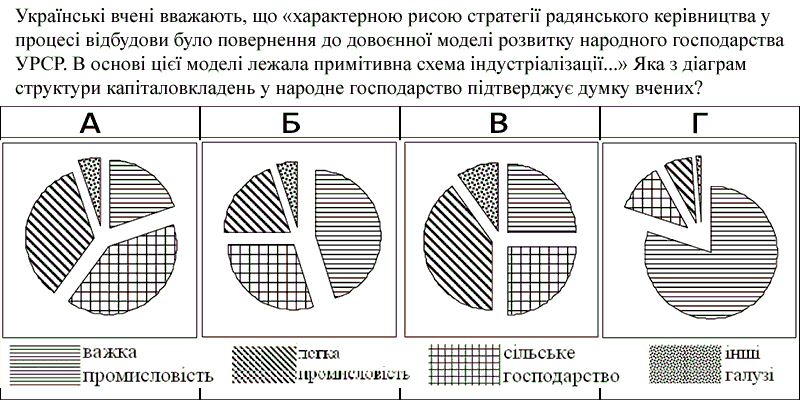 Українські вчені вважають, що «характерною рисою стратегії радянського керівництва у
процесі відбудови було повернення до довоєнної моделі розвитку народного господарства
УРСР. В основі цієї моделі лежала примітивна схема індустріалізації...» Яка з діаграм
структури капіталовкладень у народне господарство підтверджує думку вчених?
А Б В Г
важка легка сільське інші
промисловість промисловість господарство галузі